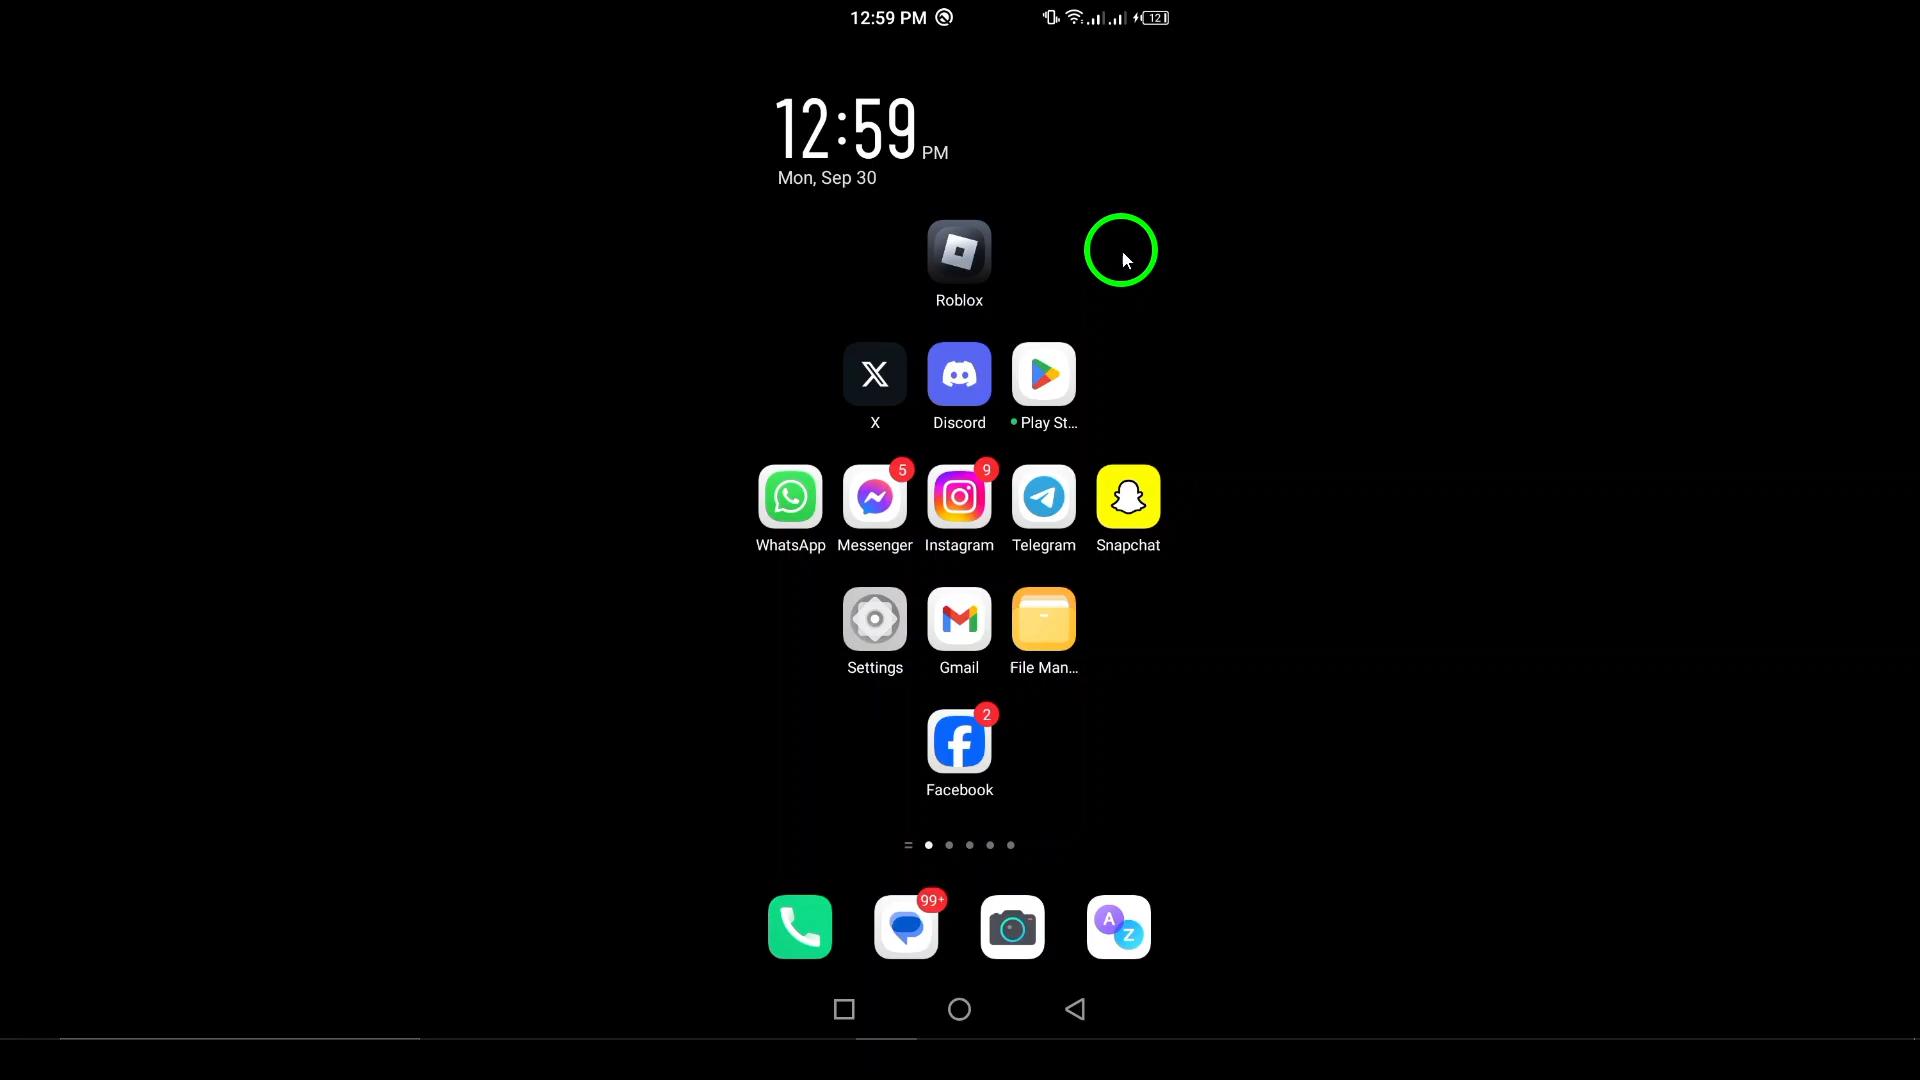 12:59 PM
12
12:59 PM
Mon, Sep 30
Roblox
X Discord Play St...
5 9
WhatsApp Messenger Instagram Telegram Snapchat
Settings Gmail File Man...
2
Facebook
99+
A Z